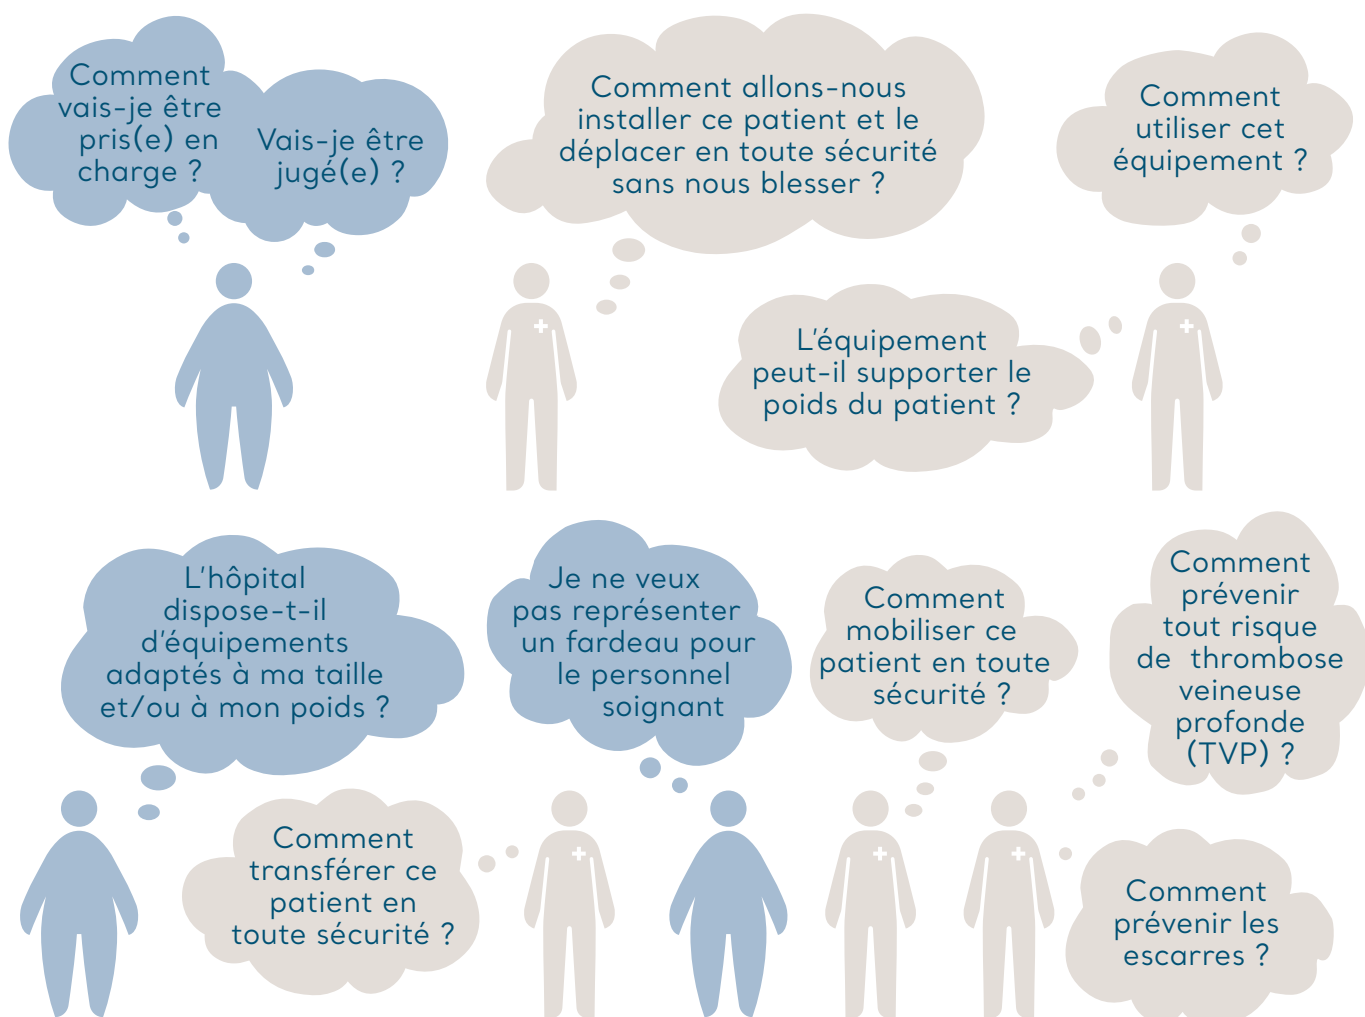 Comment
vais-je être
pris(e) en
charge ?
Vais-je être
jugé(e) ?
Comment allons-nous
installer ce patient et le
déplacer en toute sécurité
sans nous blesser ?
Comment
utiliser cet
équipement ?
L'équipement
peut-il supporter le
poids du patient ?
L'hôpital
dispose-t-il
d'équipements
adaptés à ma taille
et/ou à mon poids ?
Je ne veux
pas représenter
un fardeau pour
le personnel
soignant
Comment
mobiliser ce
patient en toute
sécurité ?
Comment
prévenir
tout risque
de thrombose
veineuse
profonde
(TVP) ?
Comment
transférer ce
patient en
toute sécurité ?
Comment
prévenir les
escarres ?